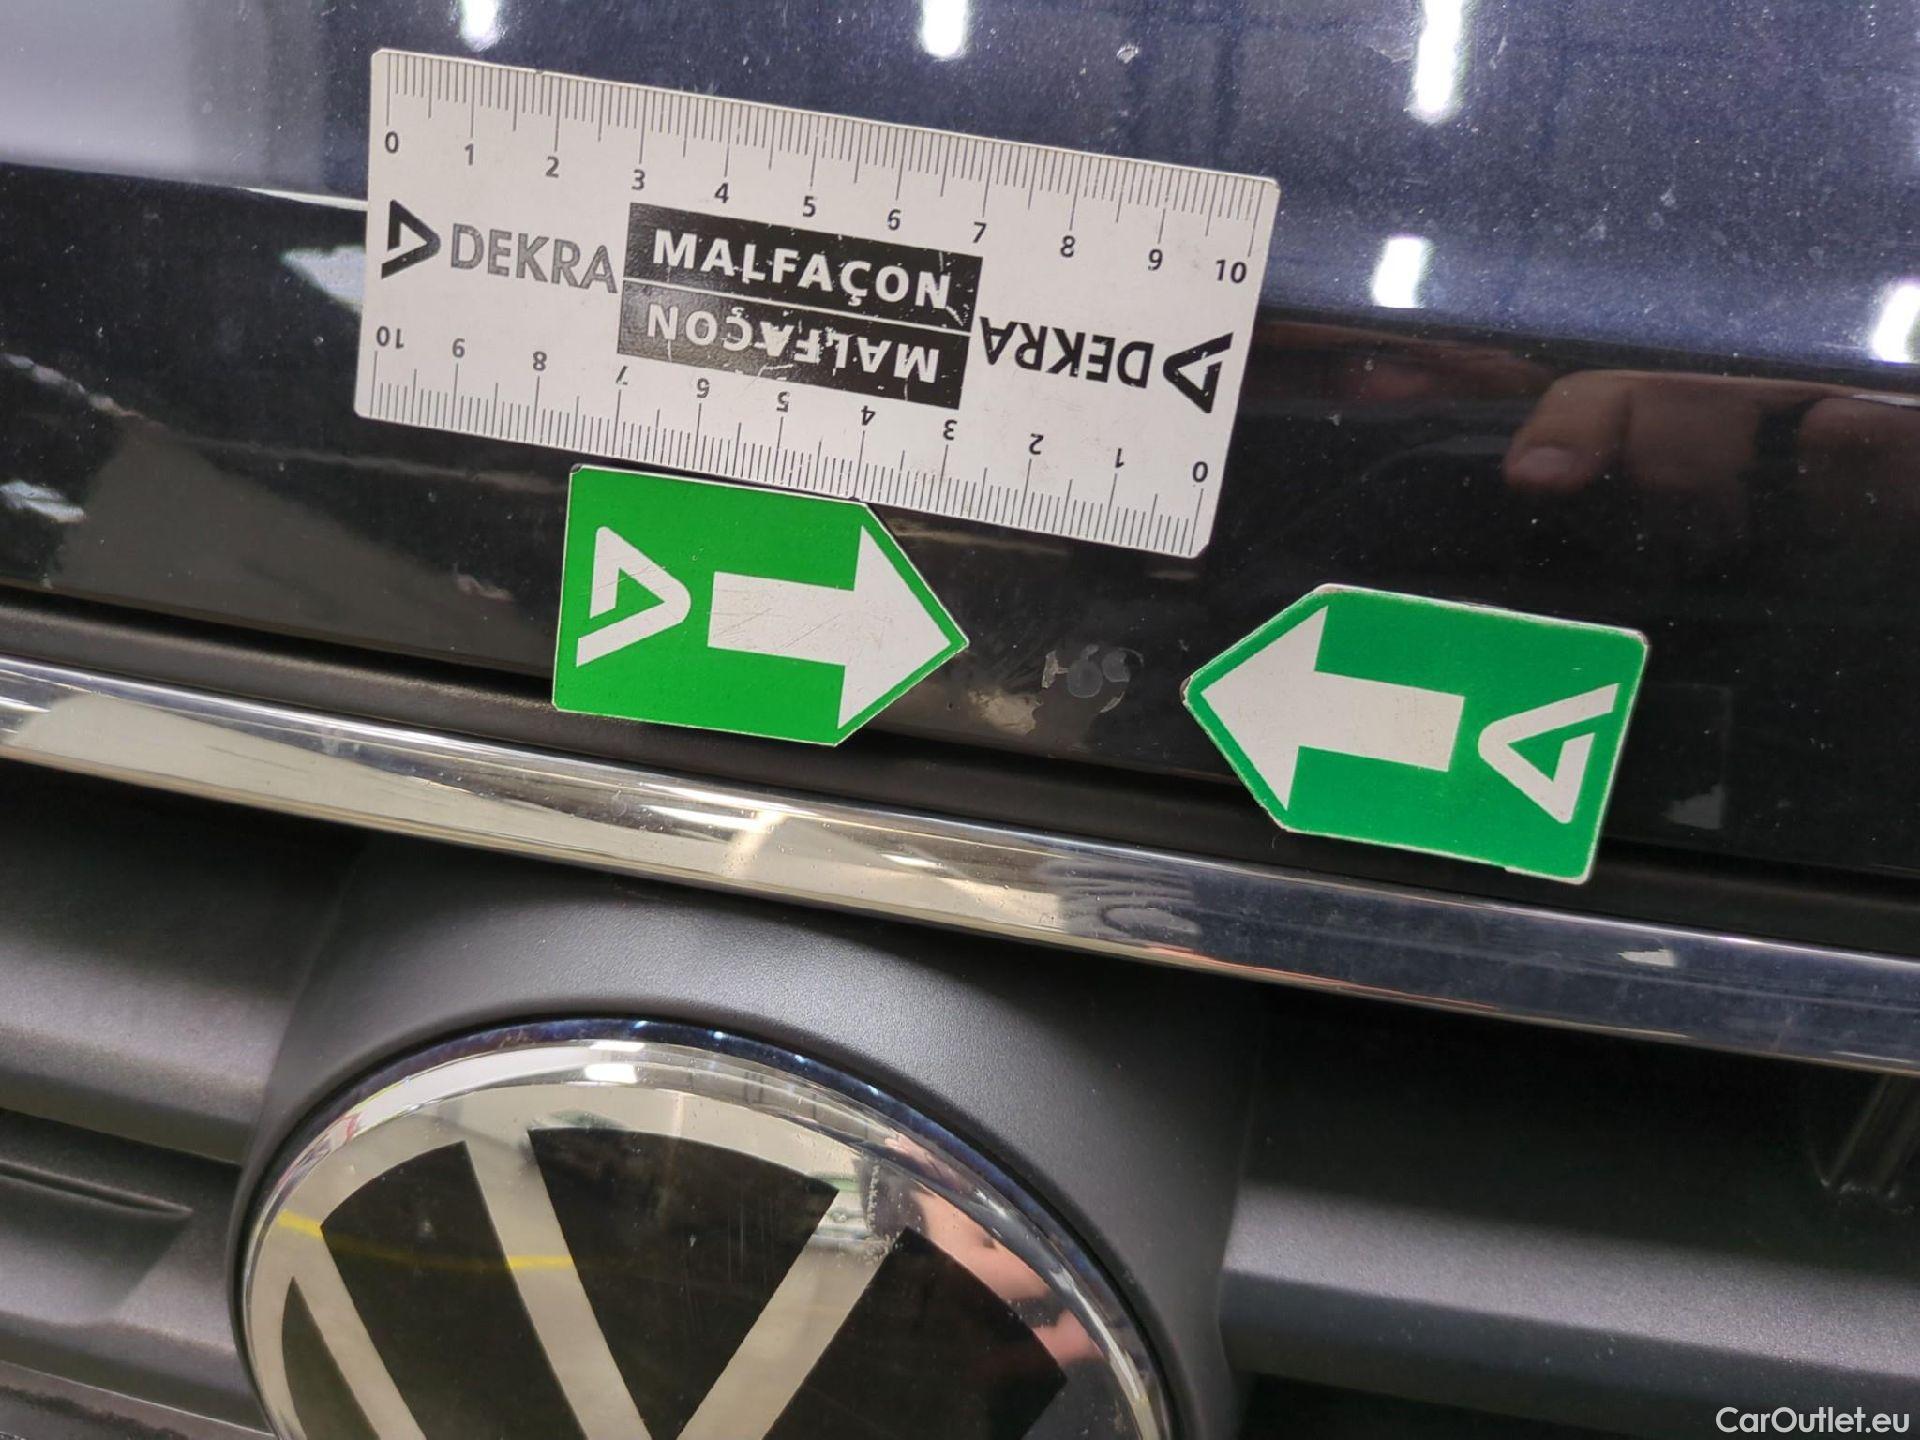 0 1 2 3 4 5 6 7 8 9 10
DEKRA MALFAÇON
MALFAÇON DEKRA
10 9 8 7 6 5 4 3 2 1 0
CarOutlet.eu